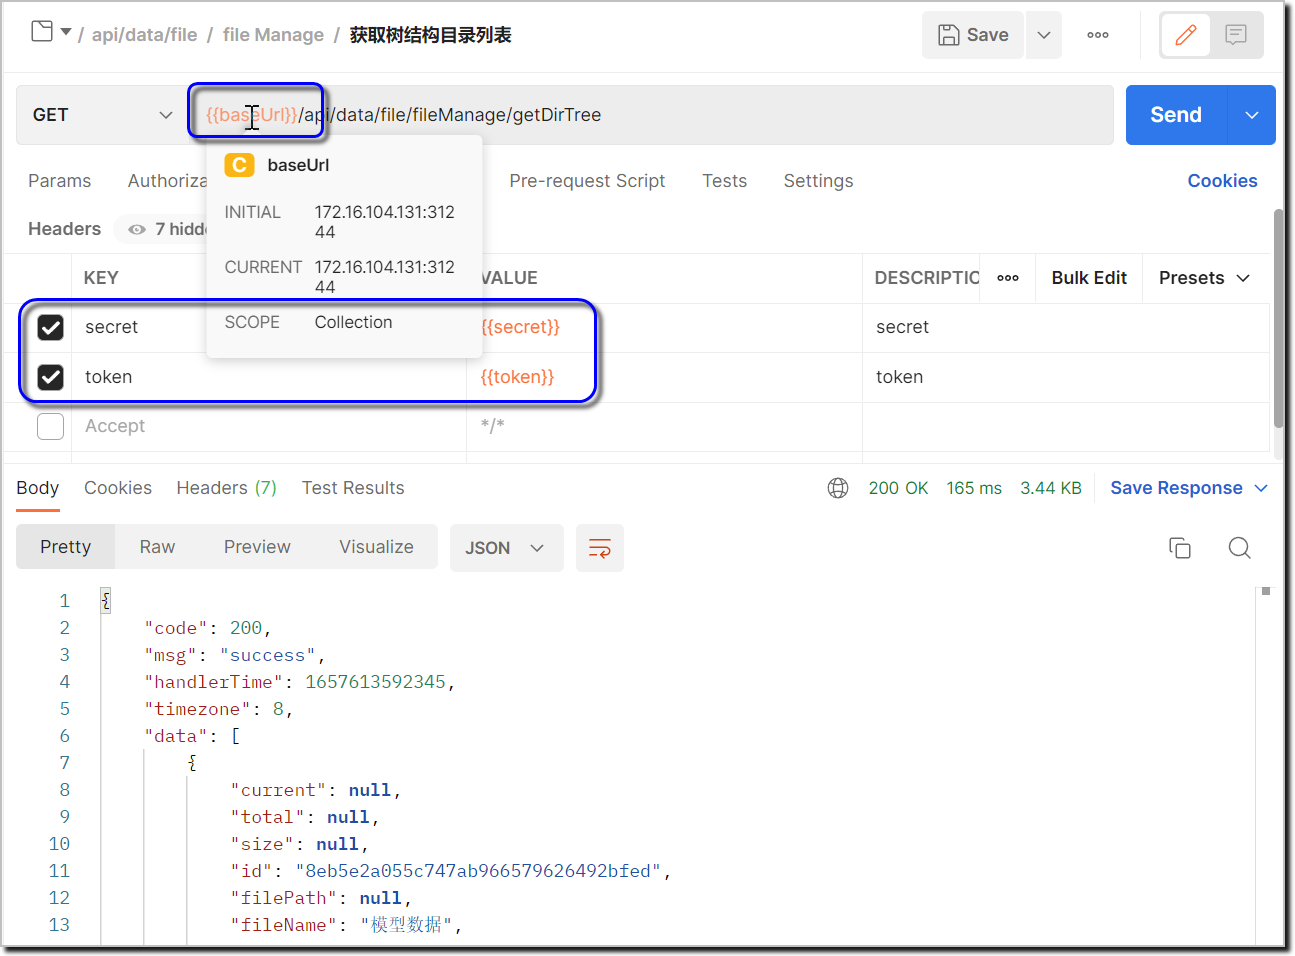 / api/data/file / file Manage / 获取树结构目录列表
Save
GET
{{baseUrl}}/api/data/file/fileManage/getDirTree
Send
Params
Authoriza
Pre-request Script
Tests
Settings
Cookies
C baseUrl
INITIAL
172.16.104.131:312
44
CURRENT
172.16.104.131:312
44
SCOPE
Collection
Headers
7 hidd
KEY
VALUE
DESCRIPTIO
Bulk Edit
Presets
secret
{{secret}}
secret
token
{{token}}
token
Accept
*/*
Body
Cookies
Headers (7)
Test Results
200 OK
165 ms
3.44 KB
Save Response
Pretty
Raw
Preview
Visualize
JSON
1 {
2 "code": 200,
3 "msg": "success",
4 "handlerTime": 1657613592345,
5 "timezone": 8,
6 "data": [
7 {
8 "current": null,
9 "total": null,
10 "size": null,
11 "id": "8eb5e2a055c747ab966579626492bfed",
12 "filePath": null,
13 "fileName": "模型数据",